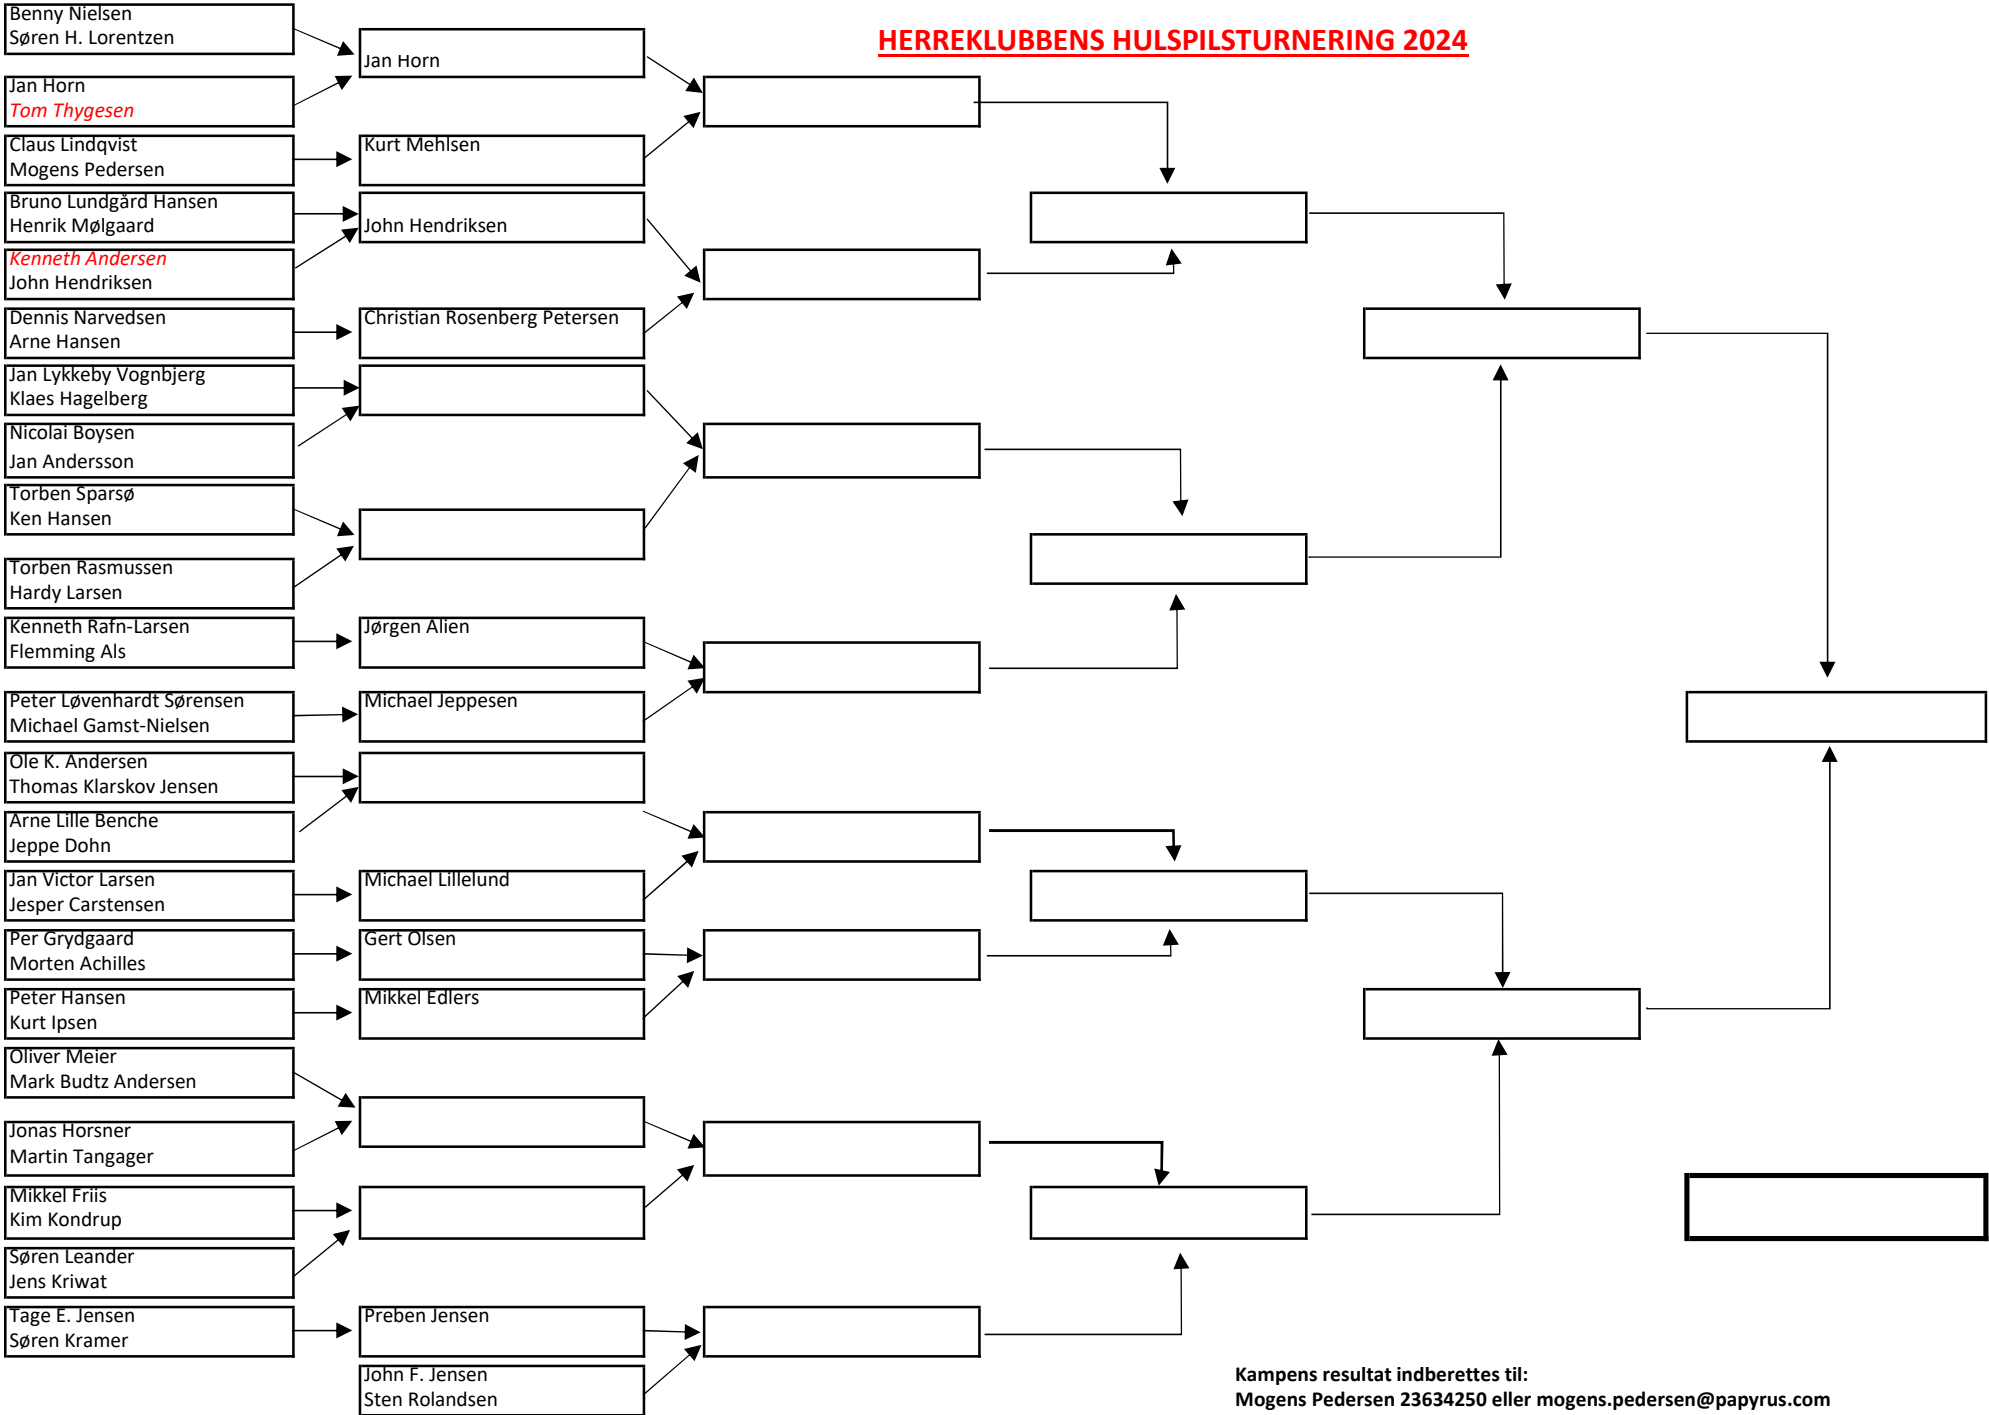 HERREKLUBBENS HULSPILSTURNERING 2024
Benny Nielsen
Søren H. Lorentzen
Jan Horn
Tom Thygesen
Claus Lindqvist
Mogens Pedersen
Bruno Lundgård Hansen
Henrik Mølgaard
Kenneth Andersen
John Hendriksen
Dennis Narvedsen
Arne Hansen
Jan Lykkeby Vognbjerg
Klaes Hagelberg
Nicolai Boysen
Jan Andersson
Torben Sparsø
Ken Hansen
Torben Rasmussen
Hardy Larsen
Kenneth Rafn-Larsen
Flemming Als
Peter Løvenhardt Sørensen
Michael Gamst-Nielsen
Ole K. Andersen
Thomas Klarskov Jensen
Arne Lille Benche
Jeppe Dohn
Jan Victor Larsen
Jesper Carstensen
Per Grydgaard
Morten Achilles
Peter Hansen
Kurt Ipsen
Oliver Meier
Mark Budtz Andersen
Jonas Horsner
Martin Tangager
Mikkel Friis
Kim Kondrup
Søren Leander
Jens Kriwat
Tage E. Jensen
Søren Kramer
Jan Horn
Kurt Mehlsen
John Hendriksen
Christian Rosenberg Petersen
Jørgen Alien
Michael Jeppesen
Michael Lillelund
Gert Olsen
Mikkel Edlers
Preben Jensen
John F. Jensen
Sten Rolandsen
Kampens resultat indberettes til:
Mogens Pedersen 23634250 eller mogens.pedersen@papyrus.com